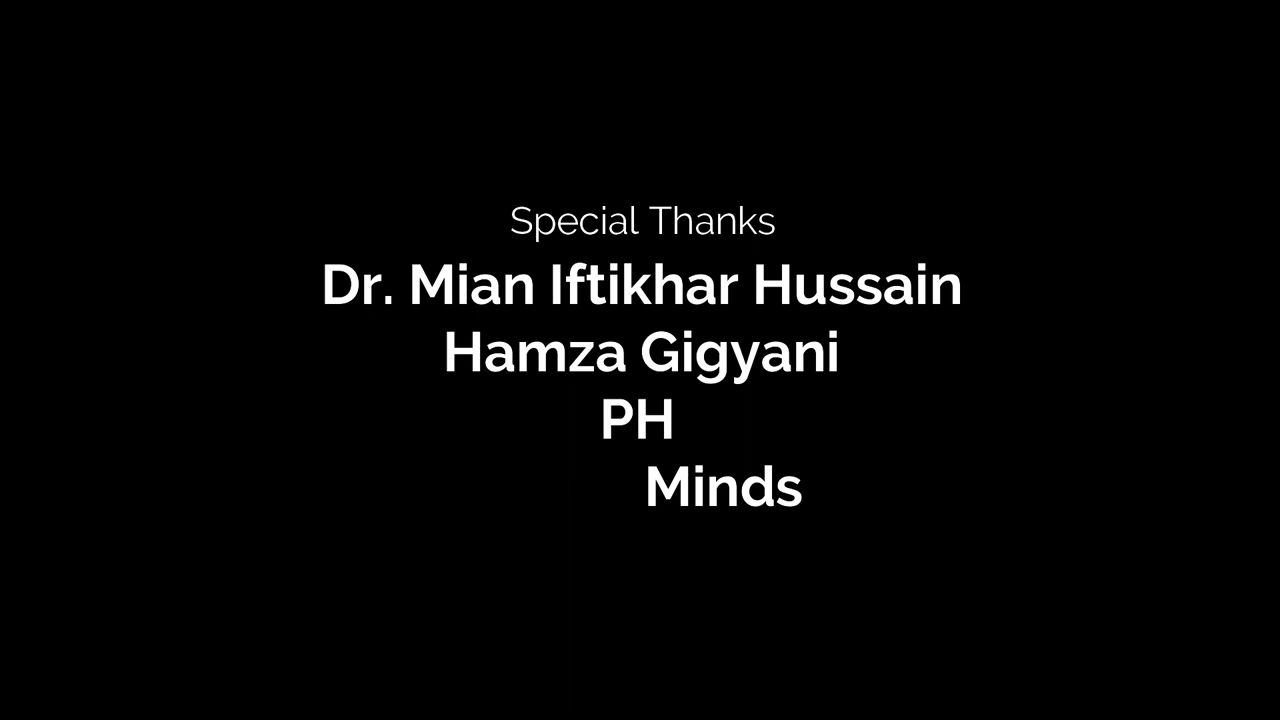 Special Thanks
Dr. Mian Iftikhar Hussain
Hamza Gigyani
PH
Minds